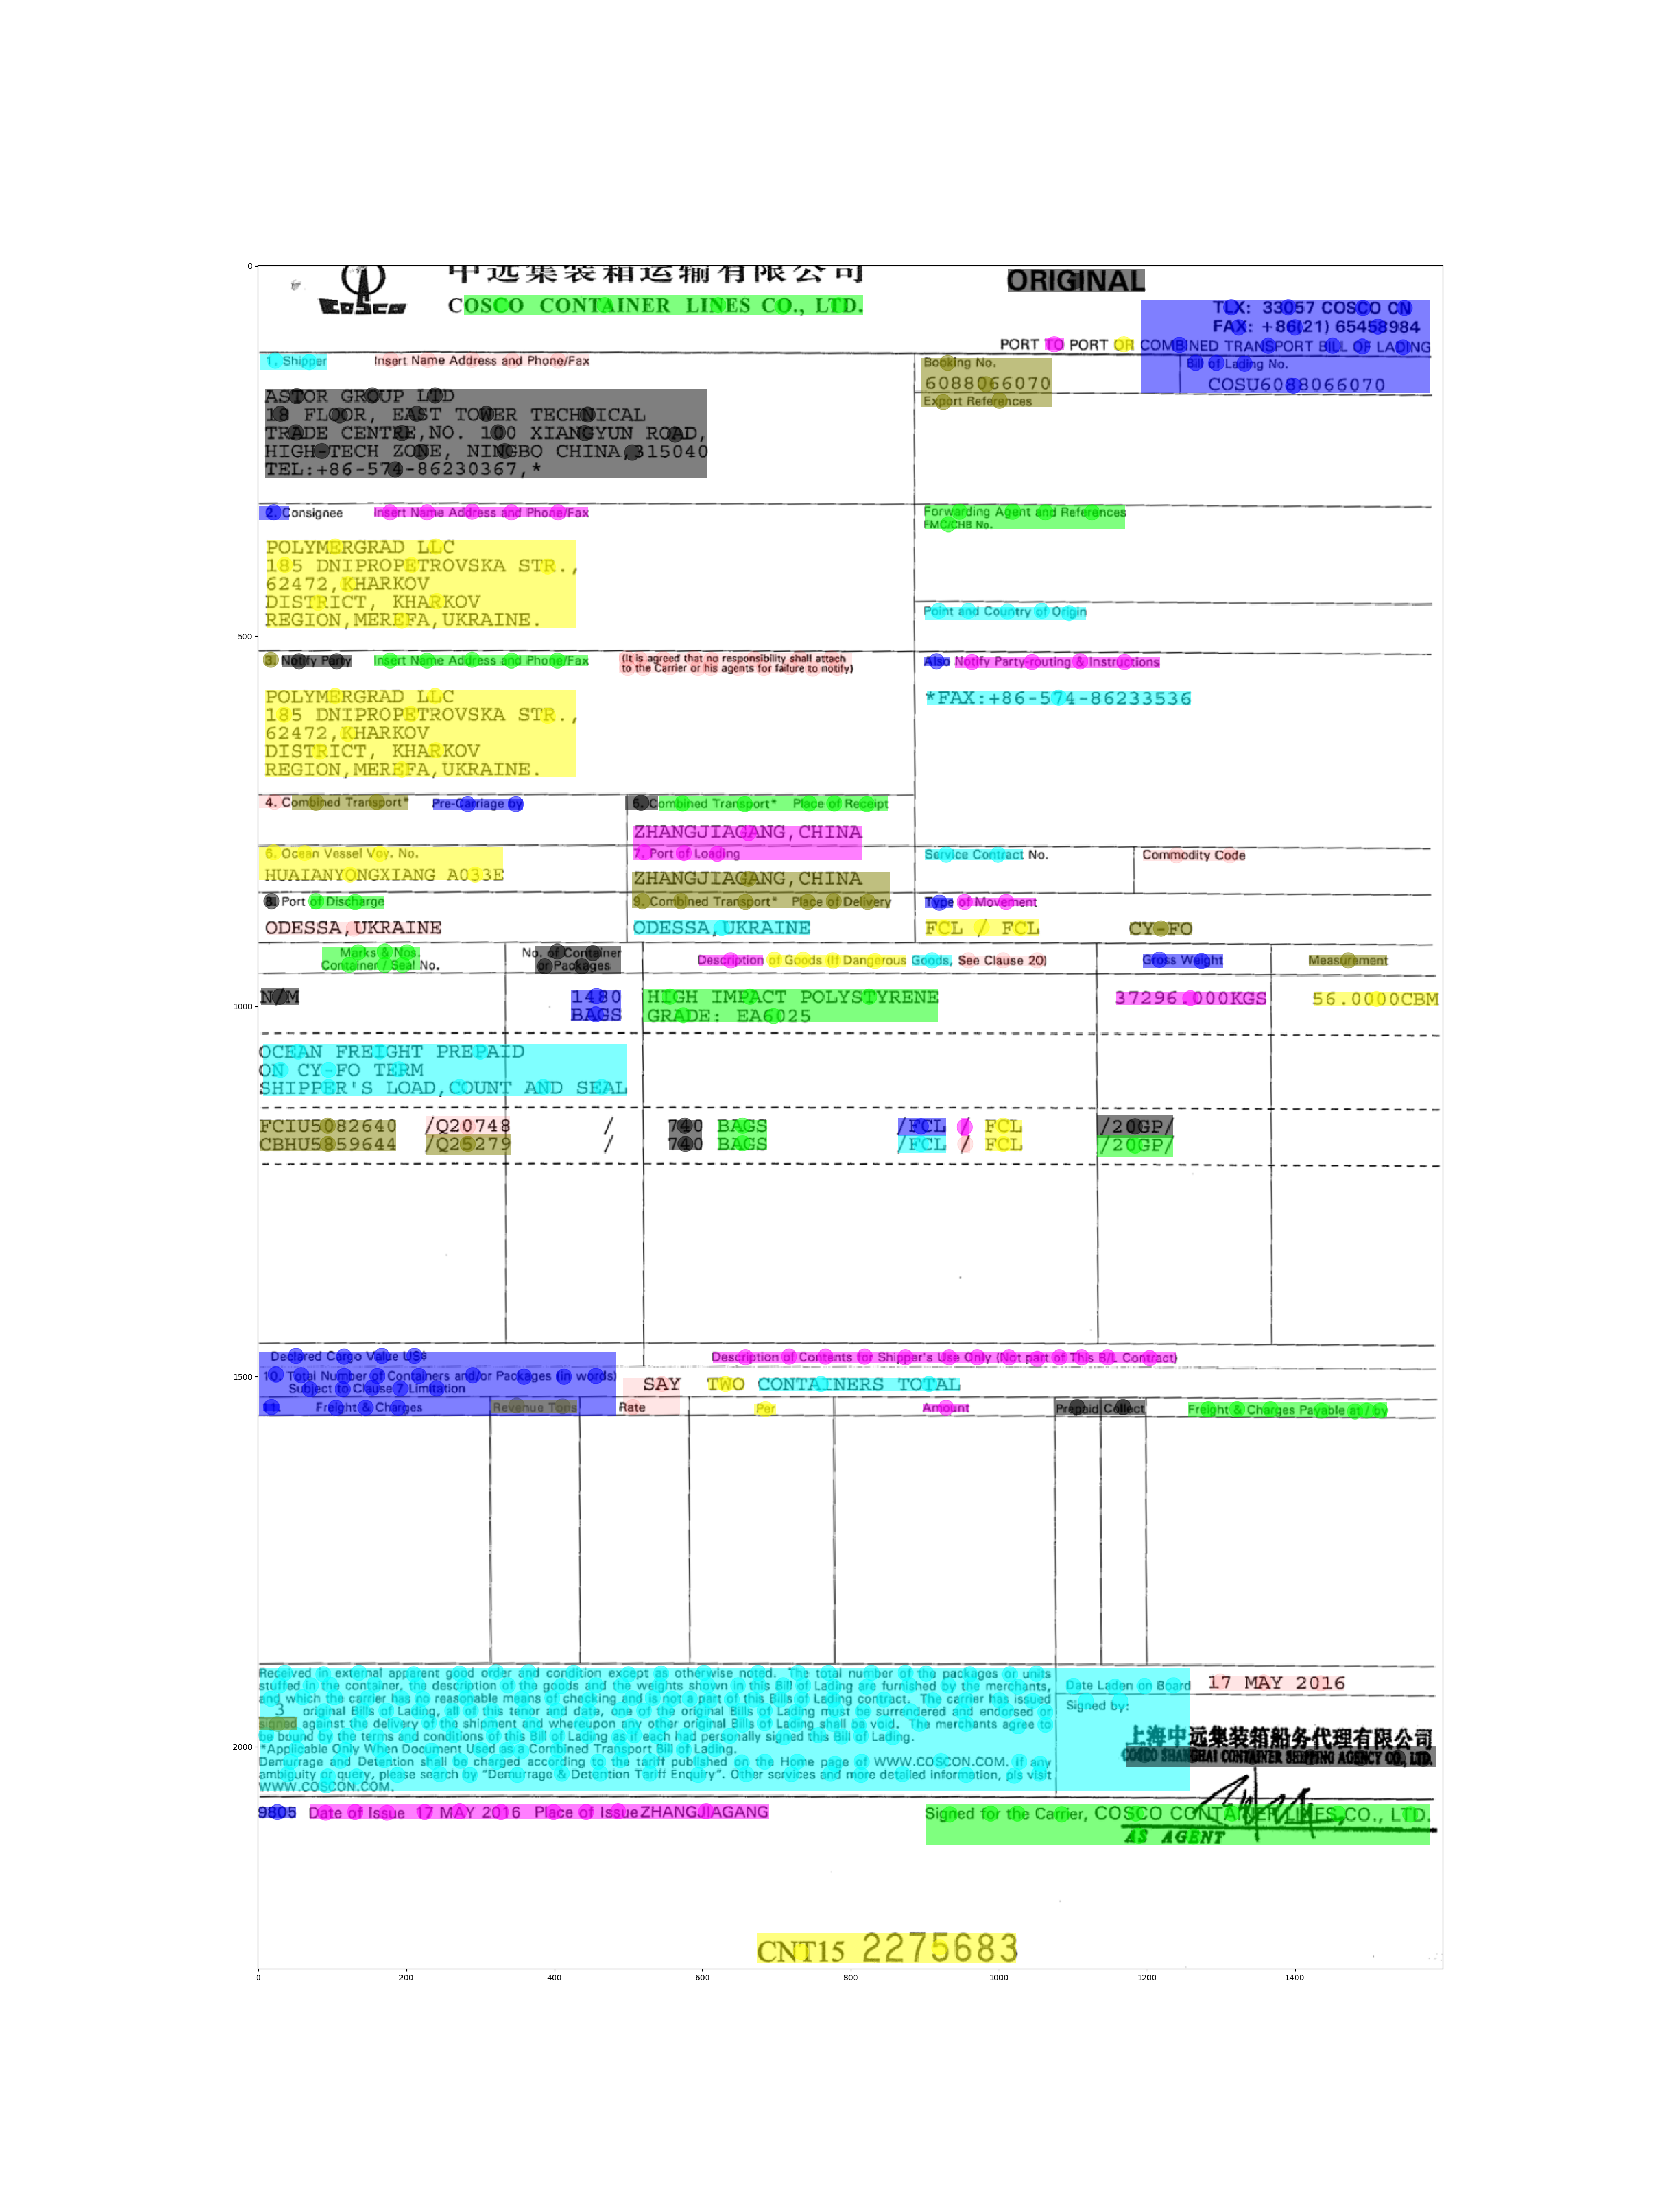 中远集装箱运输有限公司
ORIGINAL
COSCO
COSCO CONTAINER LINES CO., LTD.
TLX: 33057 COSCO CN
FAX: +86(21) 65458984
PORT TO PORT OR COMBINED TRANSPORT BILL OF LADING
1. Shipper Insert Name Address and Phone/Fax
Booking No.
6088066070
Bill of Lading No.
COSU6088066070
Export References
ASTOR GROUP LTD
18 FLOOR, EAST TOWER TECHNICAL
TRADE CENTRE,NO. 100 XIANGYUN ROAD,
HIGH-TECH ZONE, NINGBO CHINA,315040
TEL:+86-574-86230367,*
2. Consignee Insert Name Address and Phone/Fax
Forwarding Agent and References
FMC/CHB No.
POLYMERGRAD LLC
185 DNIPROPETROVSKA STR.,
62472,KHARKOV
DISTRICT, KHARKOV
REGION,MEREFA,UKRAINE.
Point and Country of Origin
3. Notify Party Insert Name Address and Phone/Fax
(It is agreed that no responsibility shall attach
to the Carrier or his agents for failure to notify)
Also Notify Party-routing & Instructions
*FAX:+86-574-86233536
POLYMERGRAD LLC
185 DNIPROPETROVSKA STR.,
62472,KHARKOV
DISTRICT, KHARKOV
REGION,MEREFA,UKRAINE.
4. Combined Transport* Pre-Carriage by
5. Combined Transport* Place of Receipt
ZHANGJIAGANG,CHINA
6. Ocean Vessel Voy. No.
HUAIANYONGXIANG A033E
7. Port of Loading
ZHANGJIAGANG,CHINA
Service Contract No.
Commodity Code
8. Port of Discharge
ODESSA,UKRAINE
9. Combined Transport* Place of Delivery
ODESSA,UKRAINE
Type of Movement
FCL / FCL CY-FO
Marks & Nos.
Container / Seal No.
No. of Container
or Packages
Description of Goods (If Dangerous Goods, See Clause 20)
Gross Weight
Measurement
N/M
1480
BAGS
HIGH IMPACT POLYSTYRENE
GRADE: EA6025
37296.000KGS
56.0000CBM
OCEAN FREIGHT PREPAID
ON CY-FO TERM
SHIPPER'S LOAD,COUNT AND SEAL
FCIU5082640 /Q20748 / 740 BAGS /FCL / FCL /20GP/
CBHU5859644 /Q25279 / 740 BAGS /FCL / FCL /20GP/
Declared Cargo Value US$
Description of Contents for Shipper's Use Only (Not part of This B/L Contract)
10. Total Number of Containers and/or Packages (in words)
Subject to Clause 7 Limitation
SAY TWO CONTAINERS TOTAL
11. Freight & Charges Revenue Tons Rate Per Amount Prepaid Collect Freight & Charges Payable at / by
Received in external apparent good order and condition except as otherwise noted. The total number of the packages or units
stuffed in the container, the description of the goods and the weights shown in this Bill of Lading are furnished by the merchants,
and which the carrier has no reasonable means of checking and is not a part of this Bills of Lading contract. The carrier has issued
3 original Bills of Lading, all of this tenor and date, one of the original Bills of Lading must be surrendered and endorsed or
signed against the delivery of the shipment and whereupon any other original Bills of Lading shall be void. The merchants agree to
be bound by the terms and conditions of this Bill of Lading as if each had personally signed this Bill of Lading.
*Applicable Only When Document Used as a Combined Transport Bill of Lading.
Demurrage and Detention shall be charged according to the tariff published on the Home page of WWW.COSCON.COM. If any
ambiguity or query, please search by "Demurrage & Detention Tariff Enquiry". Other services and more detailed information, pls visit
WWW.COSCON.COM.
Date Laden on Board 17 MAY 2016
Signed by:
上海中远集装箱船务代理有限公司
COSCO SHANGHAI CONTAINER SHIPPING AGENCY CO., LTD.
9805 Date of Issue 17 MAY 2016 Place of Issue ZHANGJIAGANG
Signed for the Carrier, COSCO CONTAINER LINES CO., LTD.
AS AGENT
CNT15 2275683
0
500
1000
1500
2000
0 200 400 600 800 1000 1200 1400